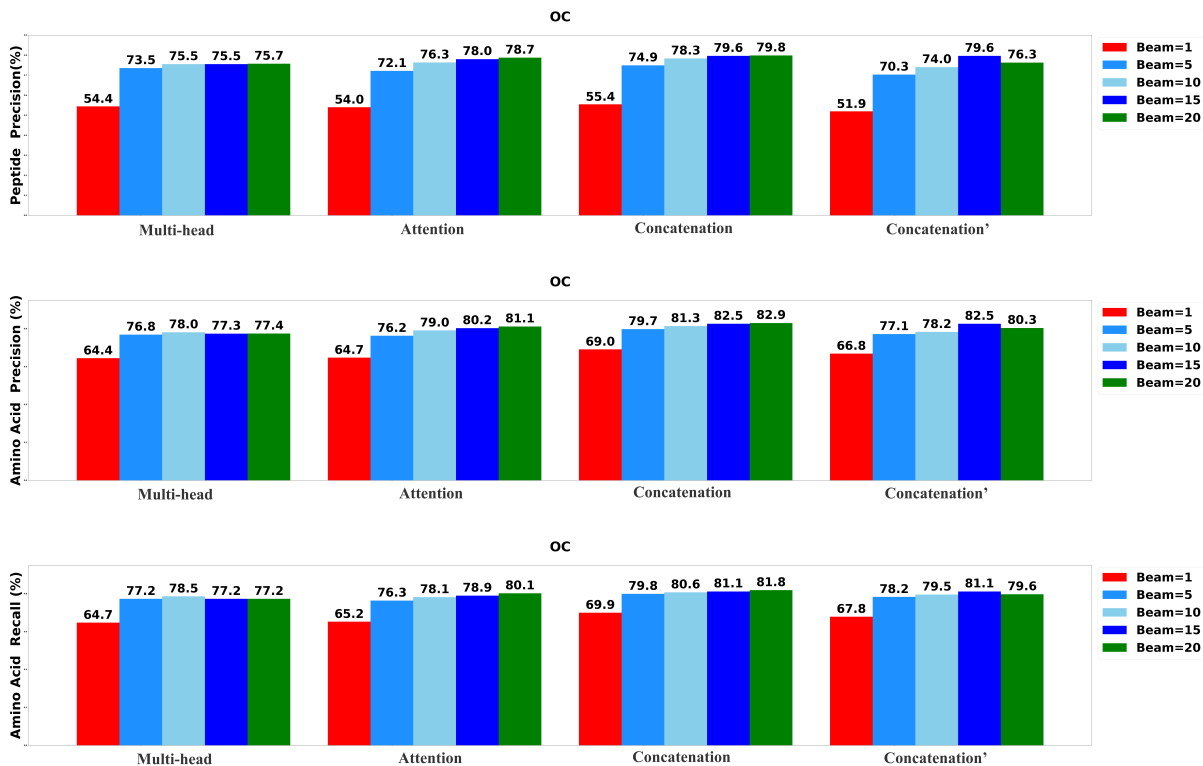 OC
Peptide Precision(%)
54.4 73.5 75.5 75.5 75.7
54.0 72.1 76.3 78.0 78.7
55.4 74.9 78.3 79.6 79.8
51.9 70.3 74.0 79.6 76.3
Multi-head Attention Concatenation Concatenation’
Beam=1
Beam=5
Beam=10
Beam=15
Beam=20
OC
Amino Acid Precision (%)
64.4 76.8 78.0 77.3 77.4
64.7 76.2 79.0 80.2 81.1
69.0 79.7 81.3 82.5 82.9
66.8 77.1 78.2 82.5 80.3
Multi-head Attention Concatenation Concatenation’
Beam=1
Beam=5
Beam=10
Beam=15
Beam=20
OC
Amino Acid Recall (%)
64.7 77.2 78.5 77.2 77.2
65.2 76.3 78.1 78.9 80.1
69.9 79.8 80.6 81.1 81.8
67.8 78.2 79.5 81.1 79.6
Multi-head Attention Concatenation Concatenation’
Beam=1
Beam=5
Beam=10
Beam=15
Beam=20